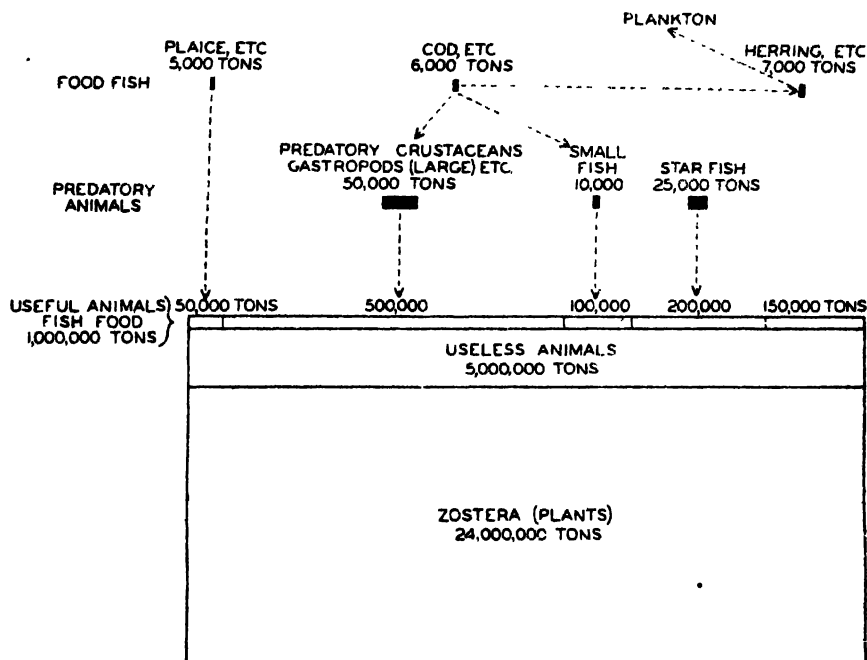 PLANKTON
PLAICE, ETC
5,000 TONS
COD, ETC
6,000 TONS
HERRING, ETC
7,000 TONS
FOOD FISH
PREDATORY CRUSTACEANS
GASTROPODS (LARGE) ETC.
50,000 TONS
SMALL
FISH
10,000
STAR FISH
25,000 TONS
PREDATORY
ANIMALS
USEFUL ANIMALS
FISH FOOD
1,000,000 TONS
50,000 TONS
500,000
100,000
200,000
150,000 TONS
USELESS ANIMALS
5,000,000 TONS
ZOSTERA (PLANTS)
24,000,000 TONS